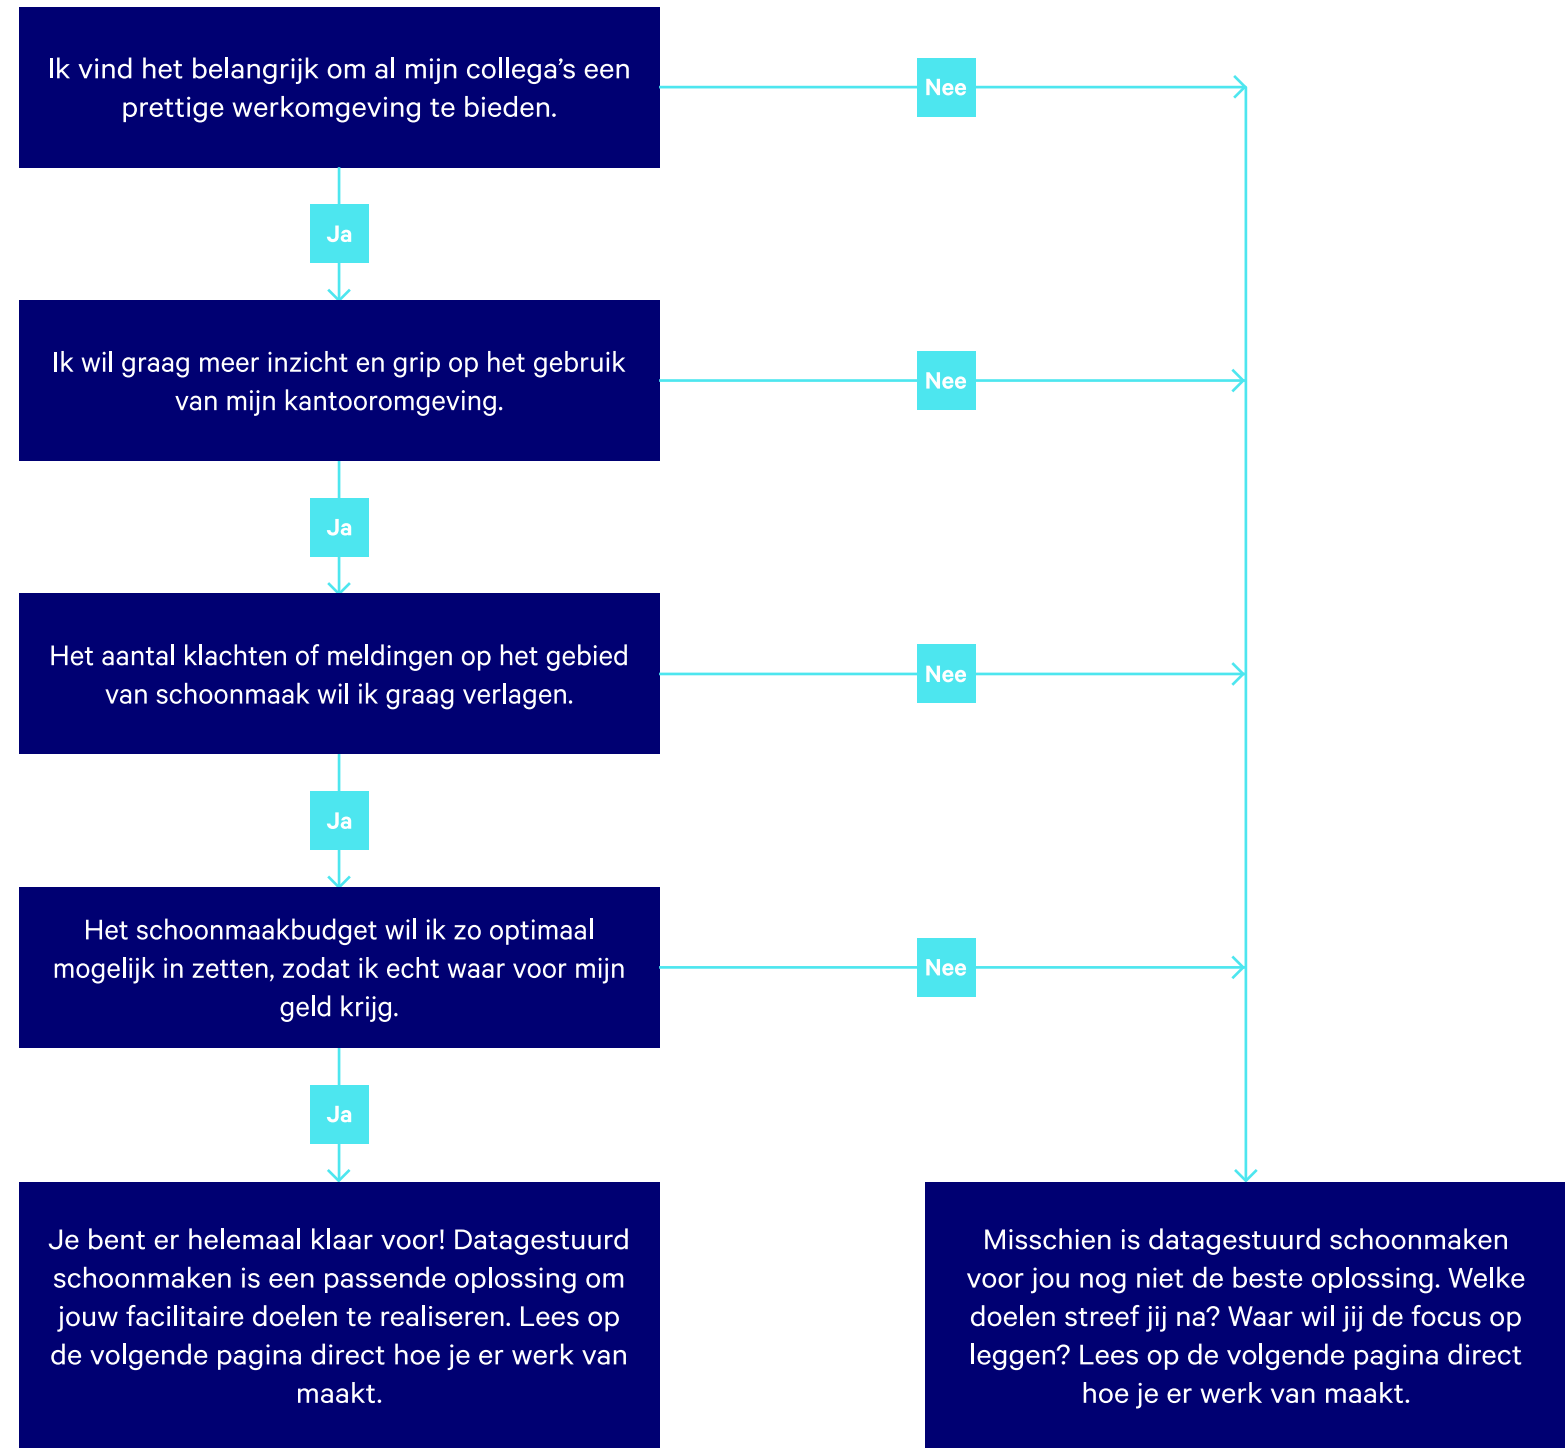 Ik vind het belangrijk om al mijn collega's een
prettige werkomgeving te bieden.
Nee
Ja
Ik wil graag meer inzicht en grip op het gebruik
van mijn kantooromgeving.
Nee
Ja
Het aantal klachten of meldingen op het gebied
van schoonmaak wil ik graag verlagen.
Nee
Ja
Het schoonmaakbudget wil ik zo optimaal
mogelijk in zetten, zodat ik echt waar voor mijn
geld krijg.
Nee
Ja
Je bent er helemaal klaar voor! Datagestuurd
schoonmaken is een passende oplossing om
jouw facilitaire doelen te realiseren. Lees op
de volgende pagina direct hoe je er werk van
maakt.
Misschien is datagestuurd schoonmaken
voor jou nog niet de beste oplossing. Welke
doelen streef jij na? Waar wil jij de focus op
leggen? Lees op de volgende pagina direct
hoe je er werk van maakt.